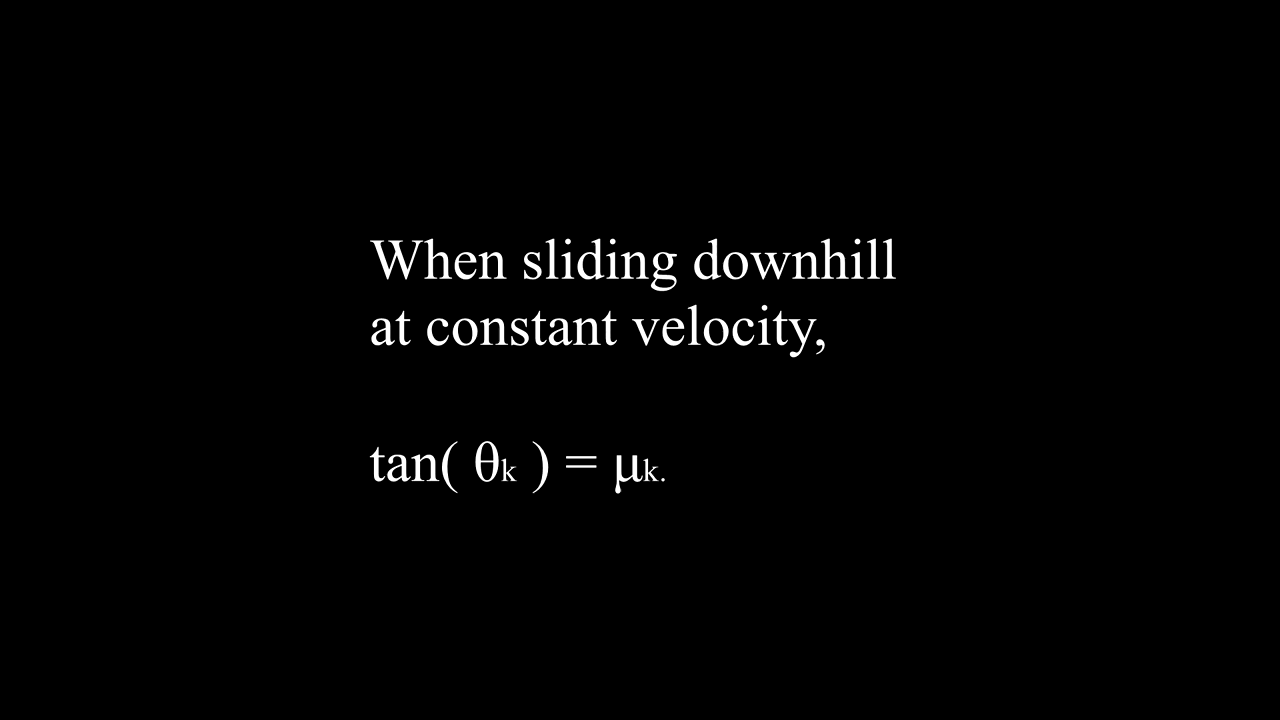 When sliding downhill
at constant velocity,
tan( θₖ ) = μₖ.